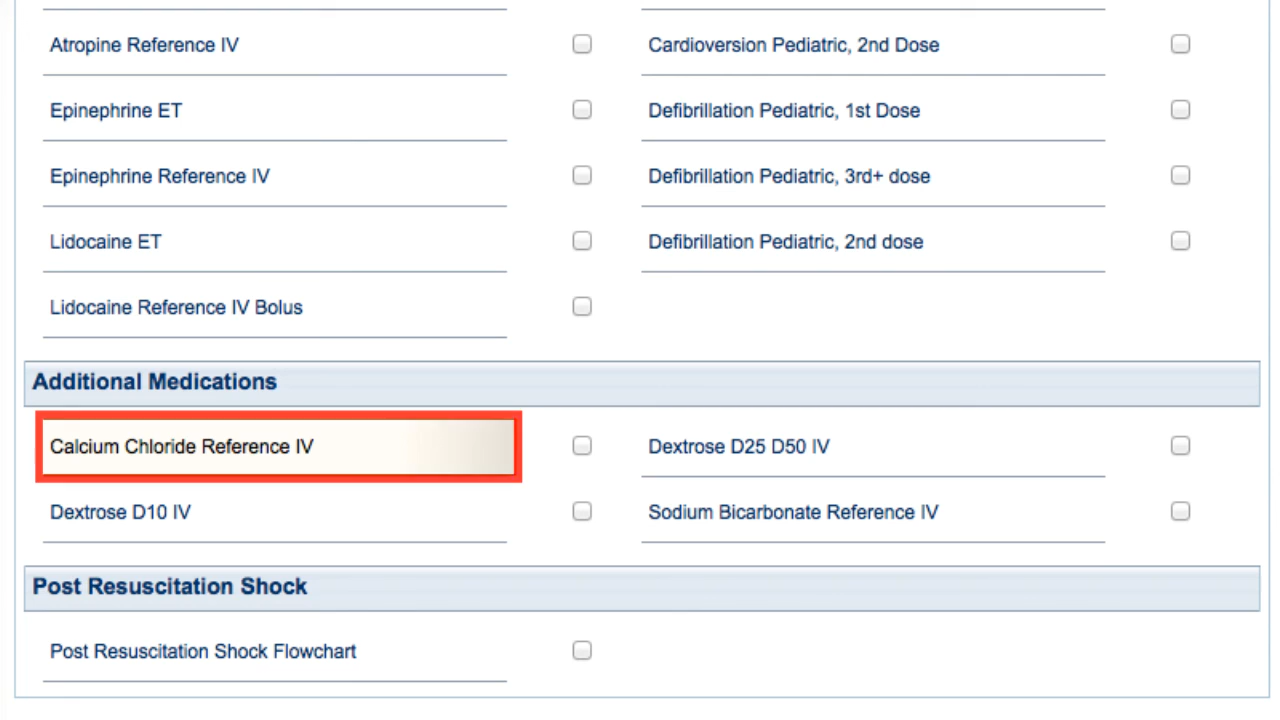 Atropine Reference IV
Cardioversion Pediatric, 2nd Dose
Epinephrine ET
Defibrillation Pediatric, 1st Dose
Epinephrine Reference IV
Defibrillation Pediatric, 3rd+ dose
Lidocaine ET
Defibrillation Pediatric, 2nd dose
Lidocaine Reference IV Bolus
Additional Medications
Calcium Chloride Reference IV
Dextrose D25 D50 IV
Dextrose D10 IV
Sodium Bicarbonate Reference IV
Post Resuscitation Shock
Post Resuscitation Shock Flowchart